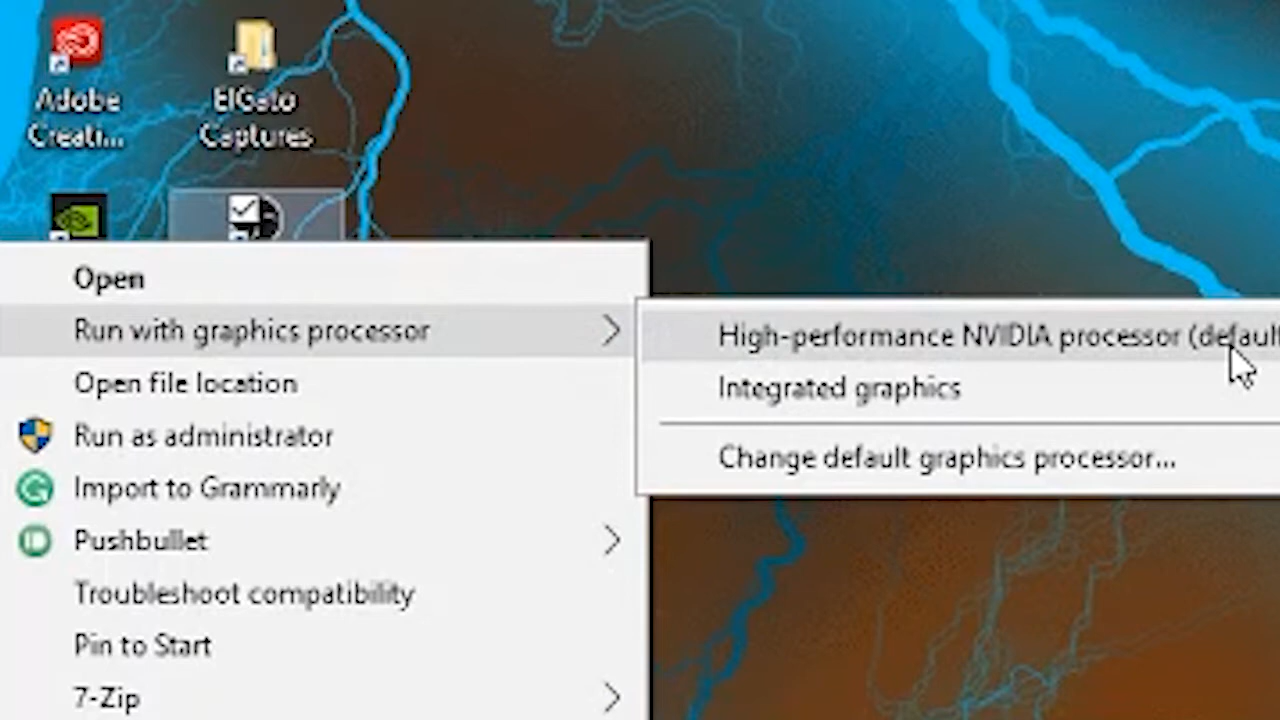 Adobe
Creati...
ElGato
Captures
Open
Run with graphics processor
High-performance NVIDIA processor (default
Integrated graphics
Change default graphics processor...
Open file location
Run as administrator
Import to Grammarly
Pushbullet
Troubleshoot compatibility
Pin to Start
7-Zip